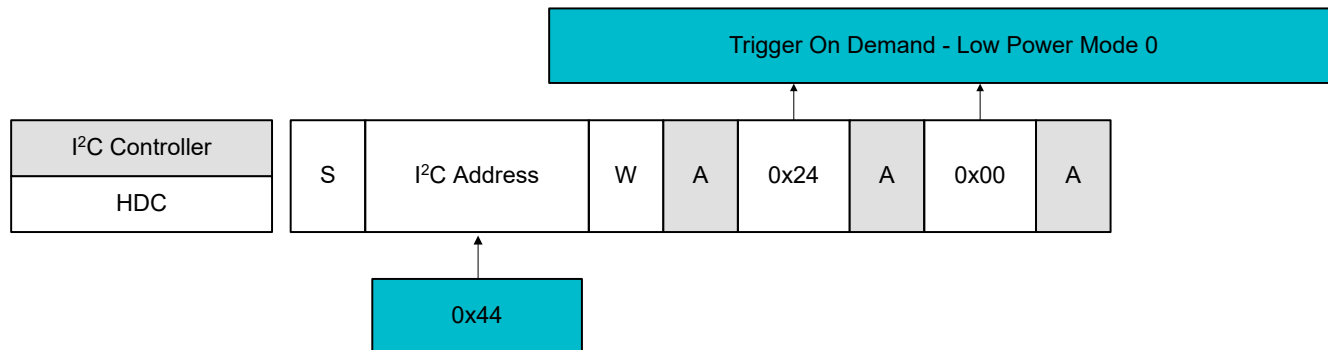 Trigger On Demand - Low Power Mode 0
I²C Controller
HDC
S
I²C Address
W
A
0x24
A
0x00
A
0x44